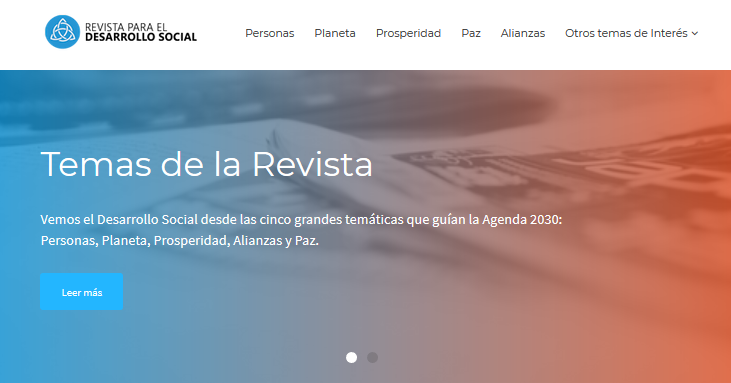 REVISTA PARA EL
DESARROLLO SOCIAL
Personas Planeta Prosperidad Paz Alianzas Otros temas de Interés
Temas de la Revista
Vemos el Desarrollo Social desde las cinco grandes temáticas que guían la Agenda 2030:
Personas, Planeta, Prosperidad, Alianzas y Paz.
Leer más